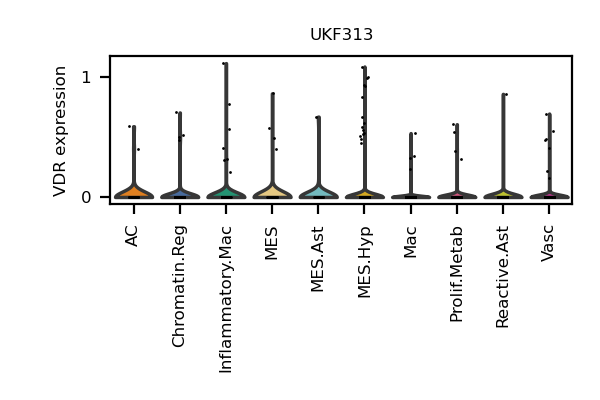 UKF313
VDR expression
1
0
AC
Chromatin.Reg
Inflammatory.Mac
MES
MES.Ast
MES.Hyp
Mac
Prolif.Metab
Reactive.Ast
Vasc